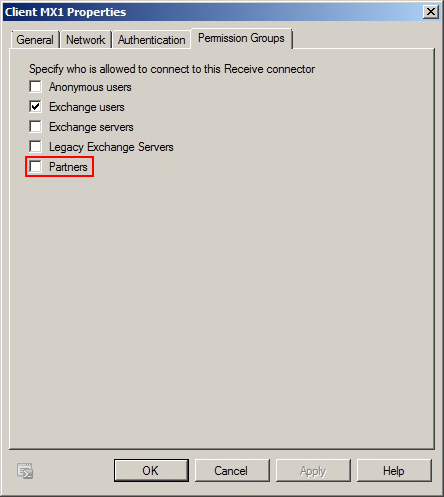 Client MX1 Properties
General Network Authentication Permission Groups
Specify who is allowed to connect to this Receive connector
Anonymous users
Exchange users
Exchange servers
Legacy Exchange Servers
Partners
OK Cancel Apply Help